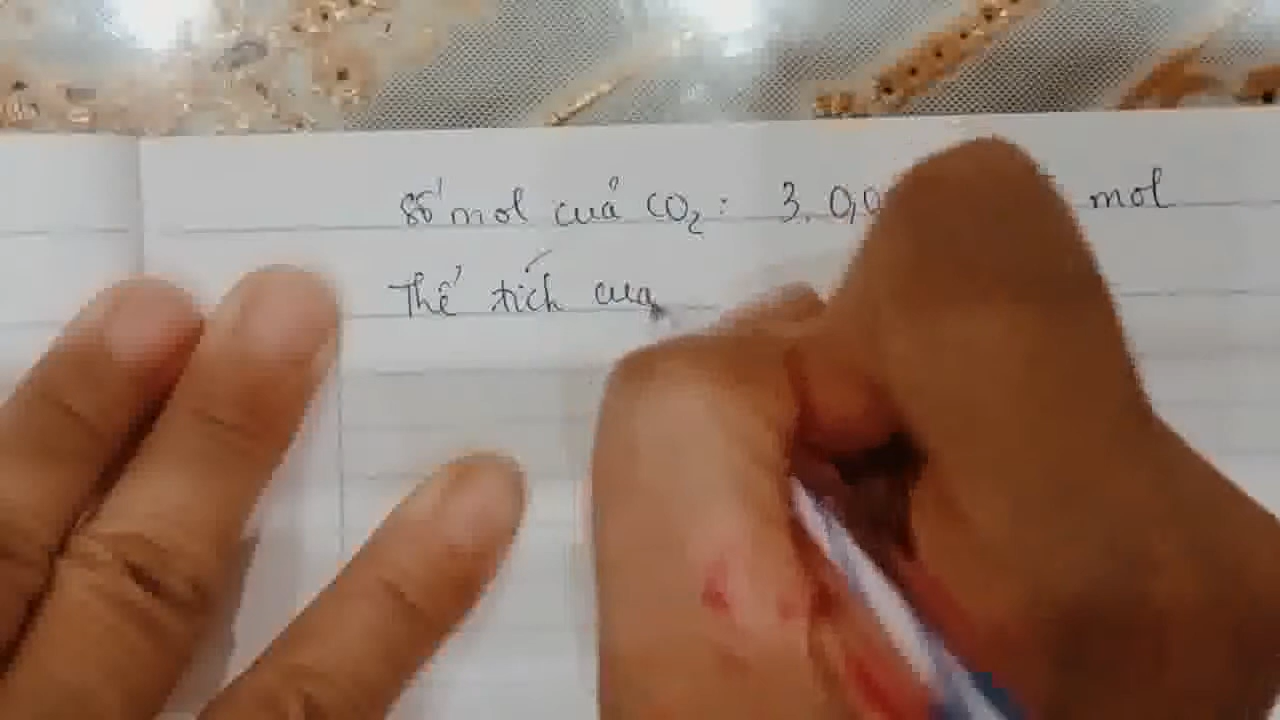 Số mol của CO₂: 3. 0,0 mol
Thể tích của